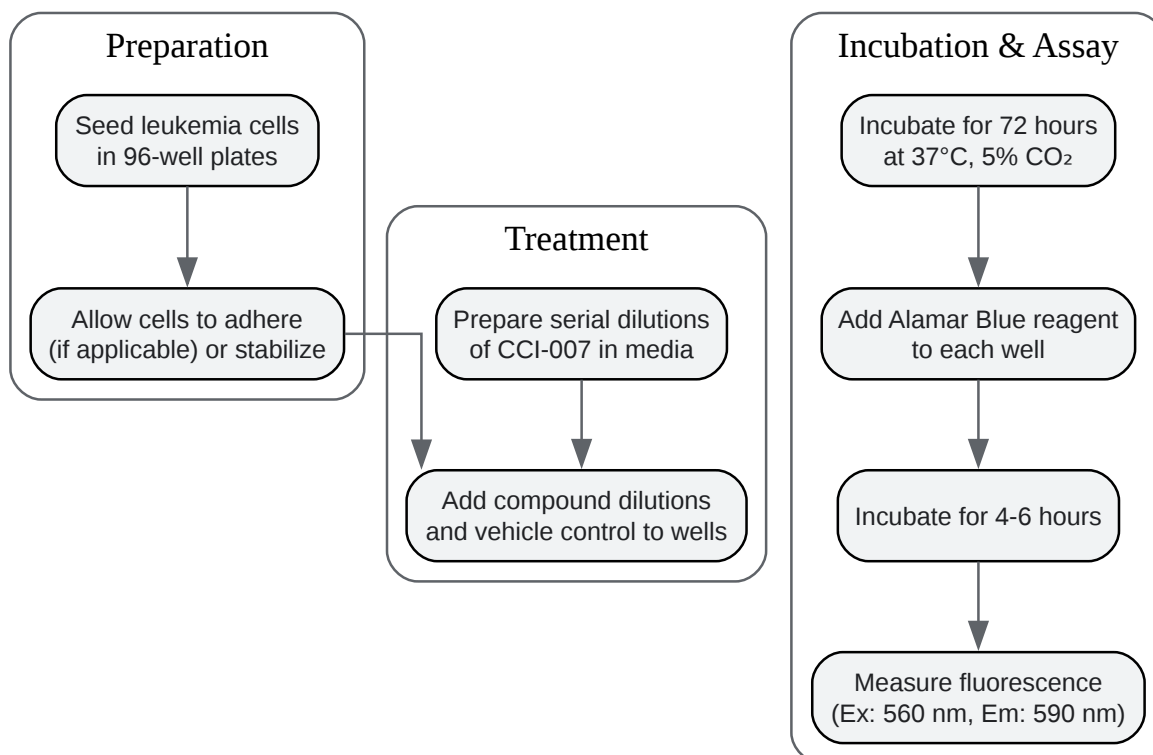 Preparation
Seed leukemia cells
in 96-well plates
Allow cells to adhere
(if applicable) or stabilize
Treatment
Prepare serial dilutions
of CCI-007 in media
Add compound dilutions
and vehicle control to wells
Incubation & Assay
Incubate for 72 hours
at 37°C, 5% CO₂
Add Alamar Blue reagent
to each well
Incubate for 4-6 hours
Measure fluorescence
(Ex: 560 nm, Em: 590 nm)